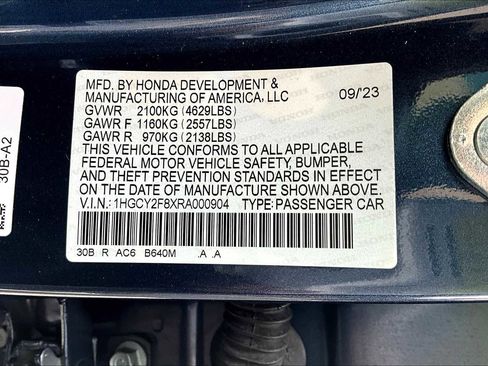 MFD. BY HONDA DEVELOPMENT &
MANUFACTURING OF AMERICA, LLC 09/'23
GVWR 2100KG (4629LBS)
GAWR F 1160KG (2557LBS)
GAWR R 970KG (2138LBS)
THIS VEHICLE CONFORMS TO ALL APPLICABLE
FEDERAL MOTOR VEHICLE SAFETY, BUMPER,
AND THEFT PREVENTION STANDARDS IN EFFECT
ON THE DATE OF MANUFACTURE SHOWN ABOVE.
V.I.N.: 1HGCY2F8XRA000904 TYPE: PASSENGER CAR
30B R AC6 B640M .A .A
30B-A2